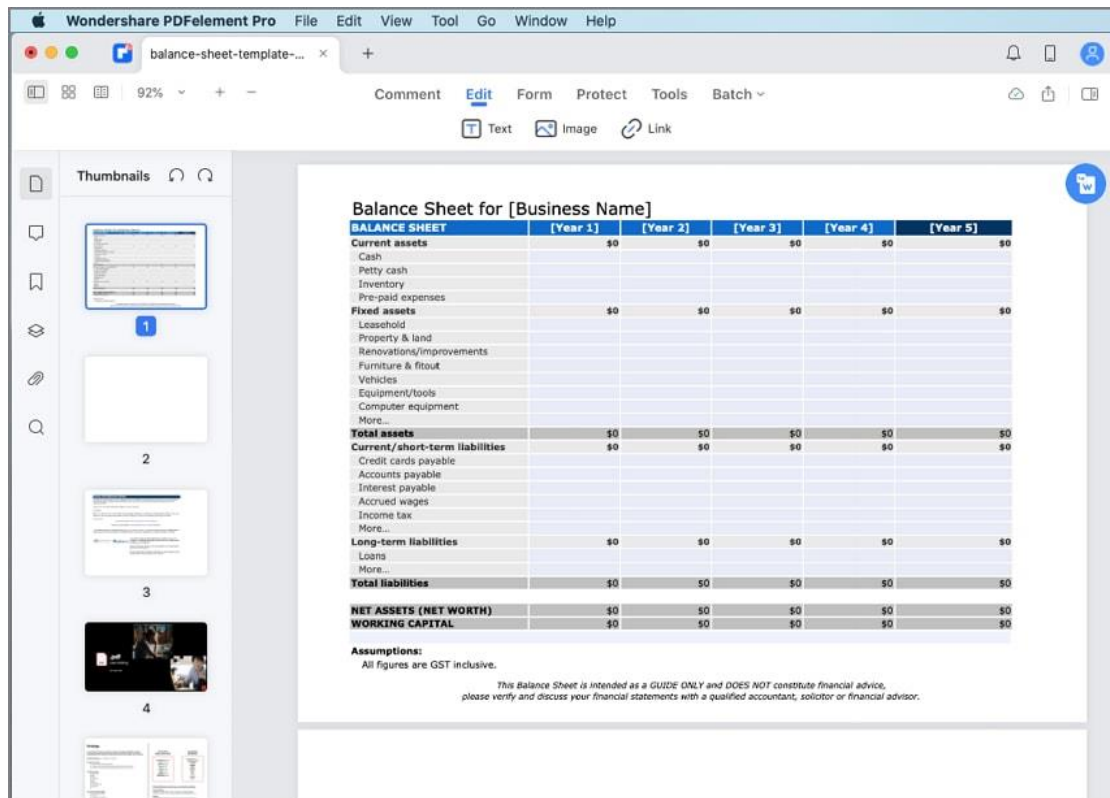 Wondershare PDFelement Pro File Edit View Tool Go Window Help
balance-sheet-template-... × +
92% + −
Comment Edit Form Protect Tools Batch
Text Image Link
Thumbnails
1
2
3
4
Balance Sheet for [Business Name]
BALANCE SHEET [Year 1] [Year 2] [Year 3] [Year 4] [Year 5]
Current assets $0 $0 $0 $0 $0
Cash
Petty cash
Inventory
Pre-paid expenses
Fixed assets $0 $0 $0 $0 $0
Leasehold
Property & land
Renovations/improvements
Furniture & fitout
Vehicles
Equipment/tools
Computer equipment
More...
Total assets $0 $0 $0 $0 $0
Current/short-term liabilities $0 $0 $0 $0 $0
Credit cards payable
Accounts payable
Interest payable
Accrued wages
Income tax
More...
Long-term liabilities $0 $0 $0 $0 $0
Loans
More...
Total liabilities $0 $0 $0 $0 $0
NET ASSETS (NET WORTH) $0 $0 $0 $0 $0
WORKING CAPITAL $0 $0 $0 $0 $0
Assumptions:
All figures are GST inclusive.
This Balance Sheet is intended as a GUIDE ONLY and DOES NOT constitute financial advice,
please verify and discuss your financial statements with a qualified accountant, solicitor or financial advisor.